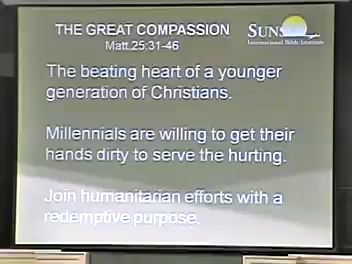 THE GREAT COMPASSION
Matt.25:31-46
SUNS
International Bible Institute
The beating heart of a younger
generation of Christians.
Millennials are willing to get their
hands dirty to serve the hurting.
Join humanitarian efforts with a
redemptive purpose.